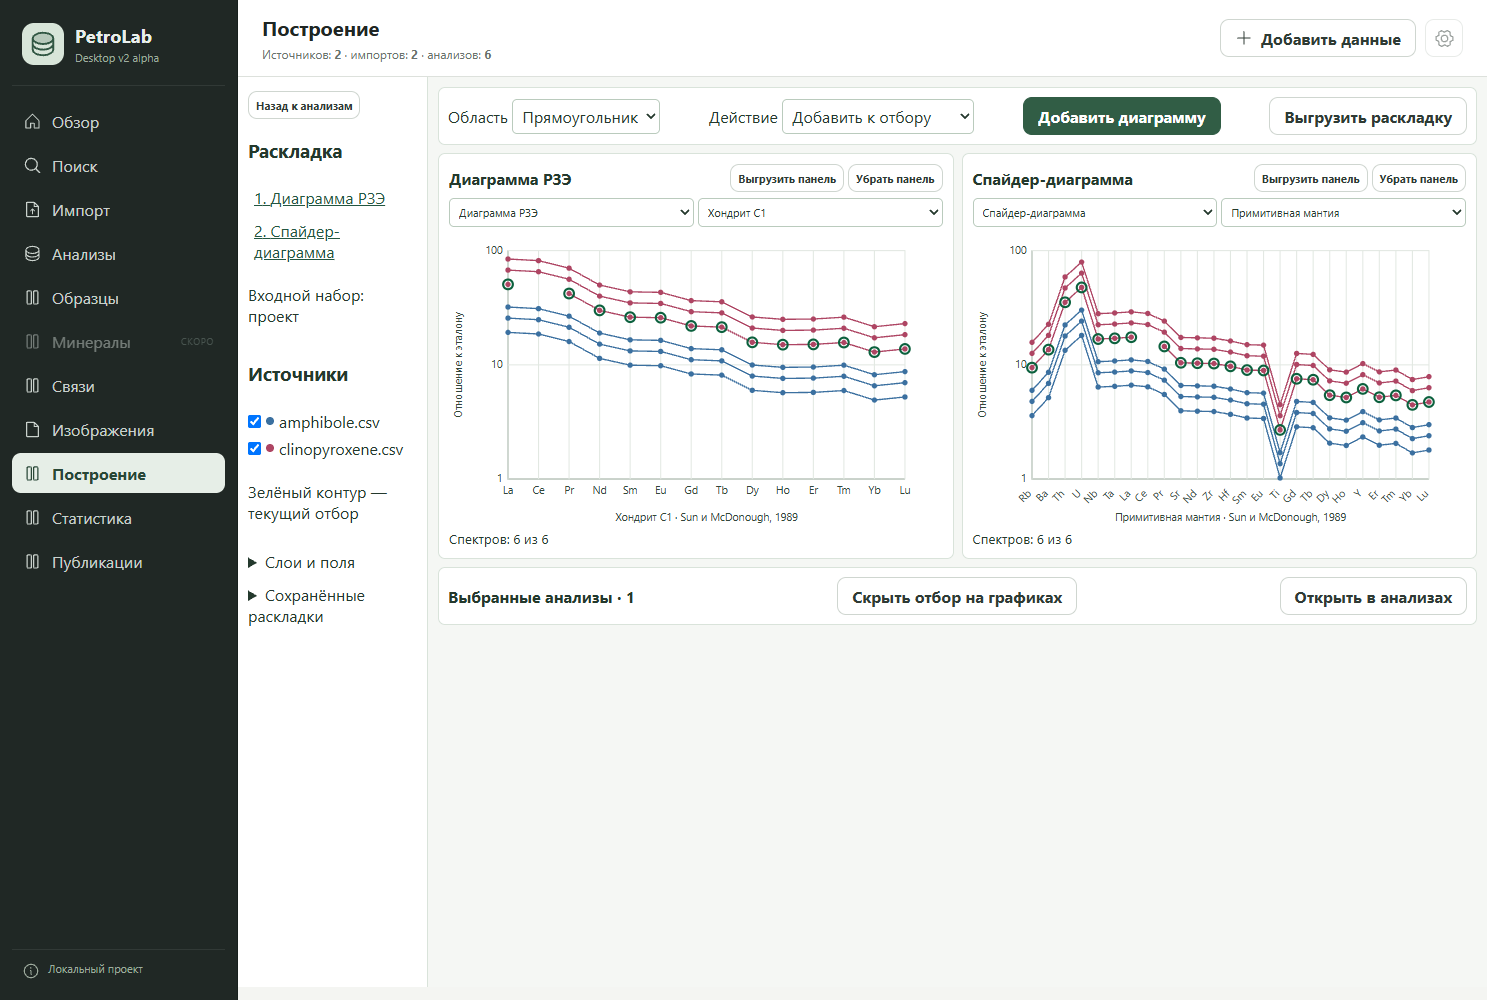 PetroLab
Desktop v2 alpha
Обзор
Поиск
Импорт
Анализы
Образцы
Минералы СКОРО
Связи
Изображения
Построение
Статистика
Публикации
Локальный проект
Построение
Источников: 2 · импортов: 2 · анализов: 6
Добавить данные
Назад к анализам
Раскладка
1. Диаграмма РЗЭ
2. Спайдер-
диаграмма
Входной набор:
проект
Источники
amphibole.csv
clinopyroxene.csv
Зелёный контур —
текущий отбор
Слои и поля
Сохранённые
раскладки
Область Прямоугольник Действие Добавить к отбору Добавить диаграмму Выгрузить раскладку
Диаграмма РЗЭ Выгрузить панель Убрать панель
Диаграмма РЗЭ Хондрит C1
100
10
1
Отношение к эталону
La Ce Pr Nd Sm Eu Gd Tb Dy Ho Er Tm Yb Lu
Хондрит C1 · Sun и McDonough, 1989
Спектров: 6 из 6
Спайдер-диаграмма Выгрузить панель Убрать панель
Спайдер-диаграмма Примитивная мантия
100
10
1
Отношение к эталону
Rb Ba Th U Nb Ta La Ce Pr Sr Nd Zr Hf Sm Eu Ti Gd Tb Dy Ho Y Er Tm Yb Lu
Примитивная мантия · Sun и McDonough, 1989
Спектров: 6 из 6
Выбранные анализы · 1 Скрыть отбор на графиках Открыть в анализах